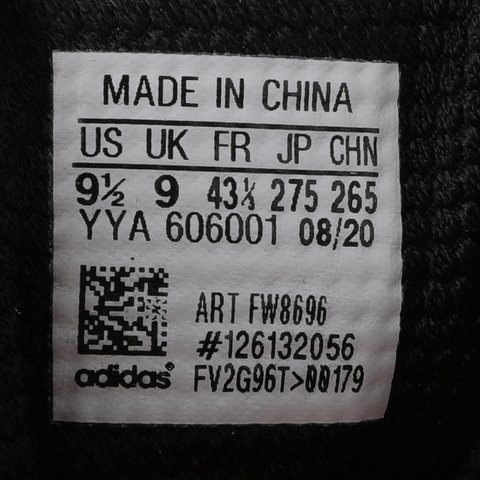 MADE IN CHINA
US UK FR JP CHN
9½ 9 43⅓ 275 265
YYA 606001 08/20
ART FW8696
#126132056
adidas® FV2G96T>00179